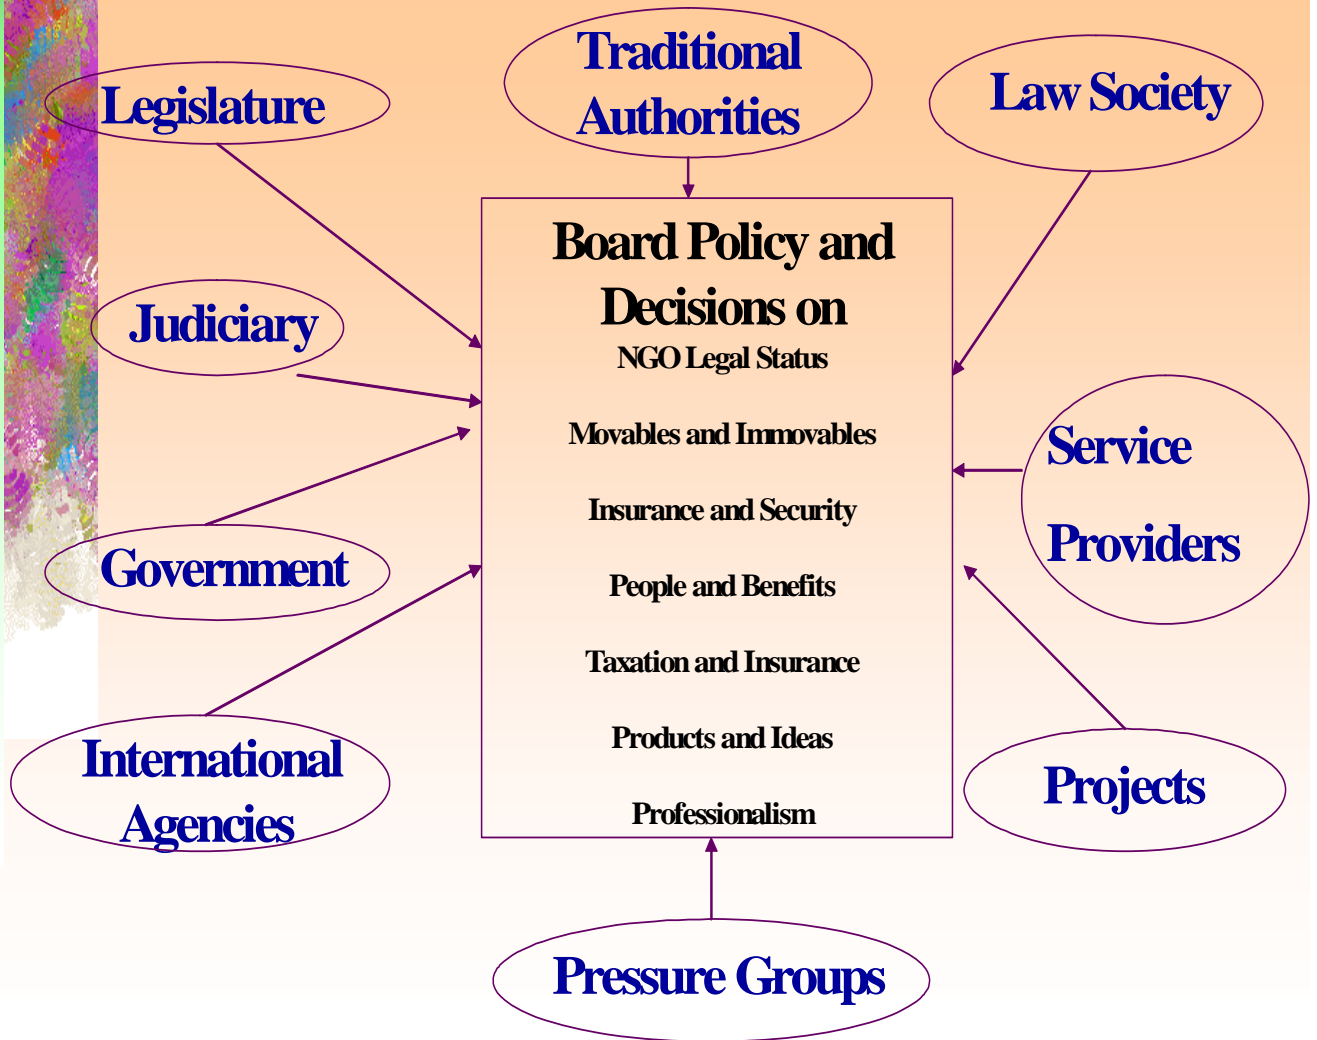 Traditional
Authorities
Legislature
Law Society
Board Policy and
Decisions on
NGO Legal Status
Movables and Immovables
Insurance and Security
People and Benefits
Taxation and Insurance
Products and Ideas
Professionalism
Judiciary
Government
International
Agencies
Service
Providers
Projects
Pressure Groups